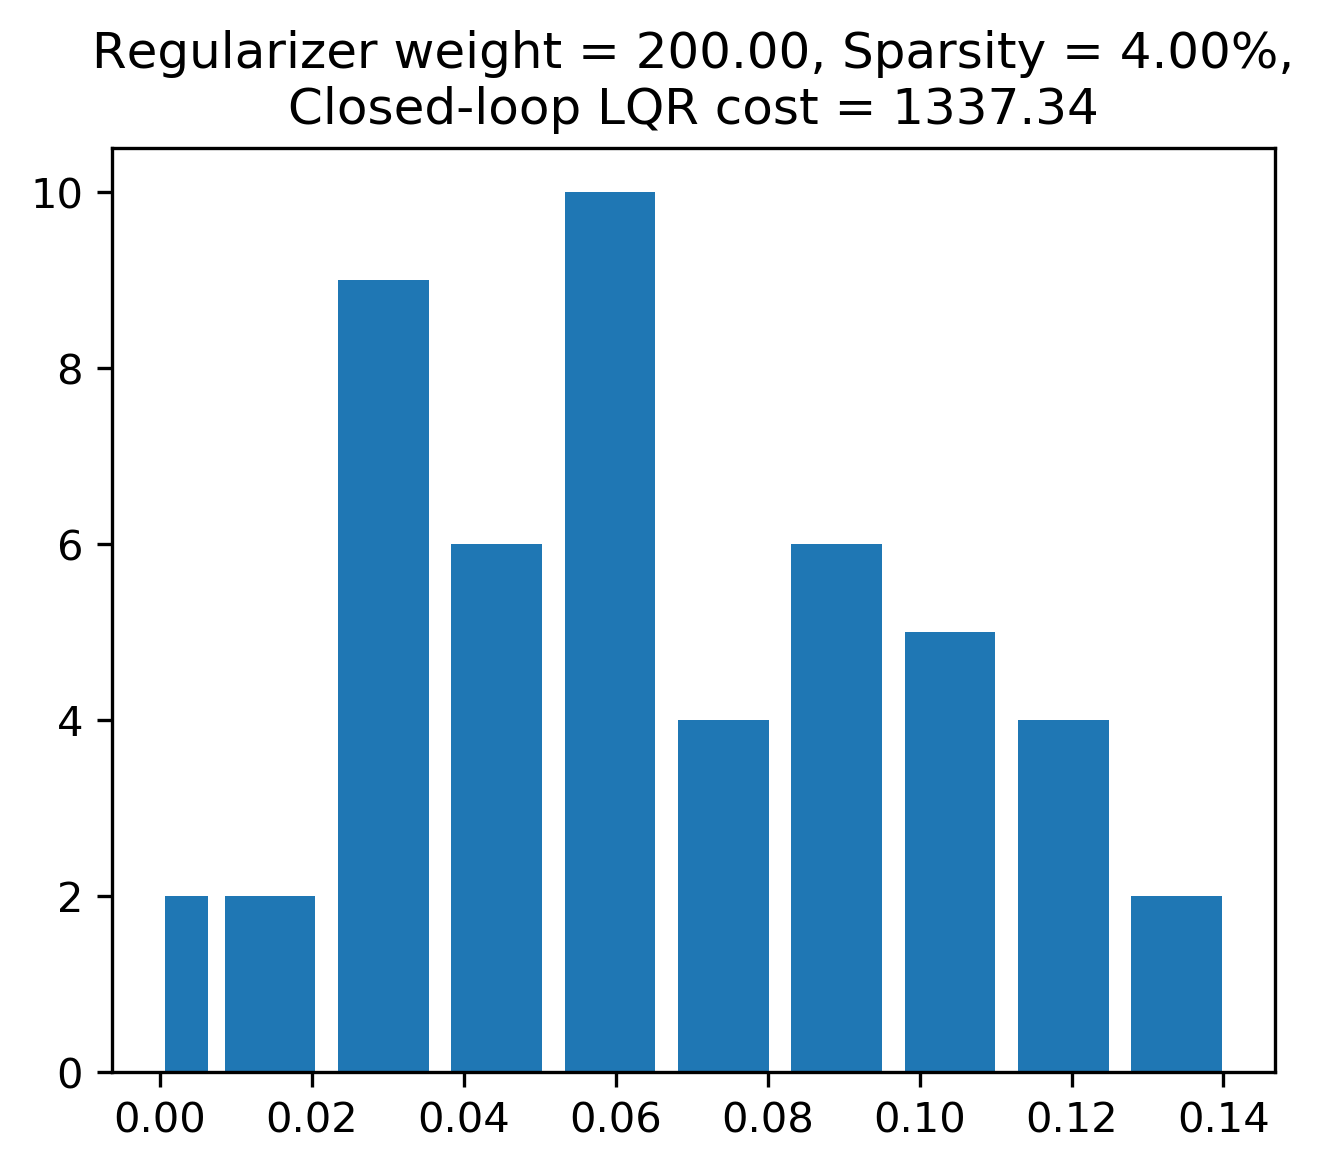 Regularizer weight = 200.00, Sparsity = 4.00%,
Closed-loop LQR cost = 1337.34
10
8
6
4
2
0
0.00 0.02 0.04 0.06 0.08 0.10 0.12 0.14